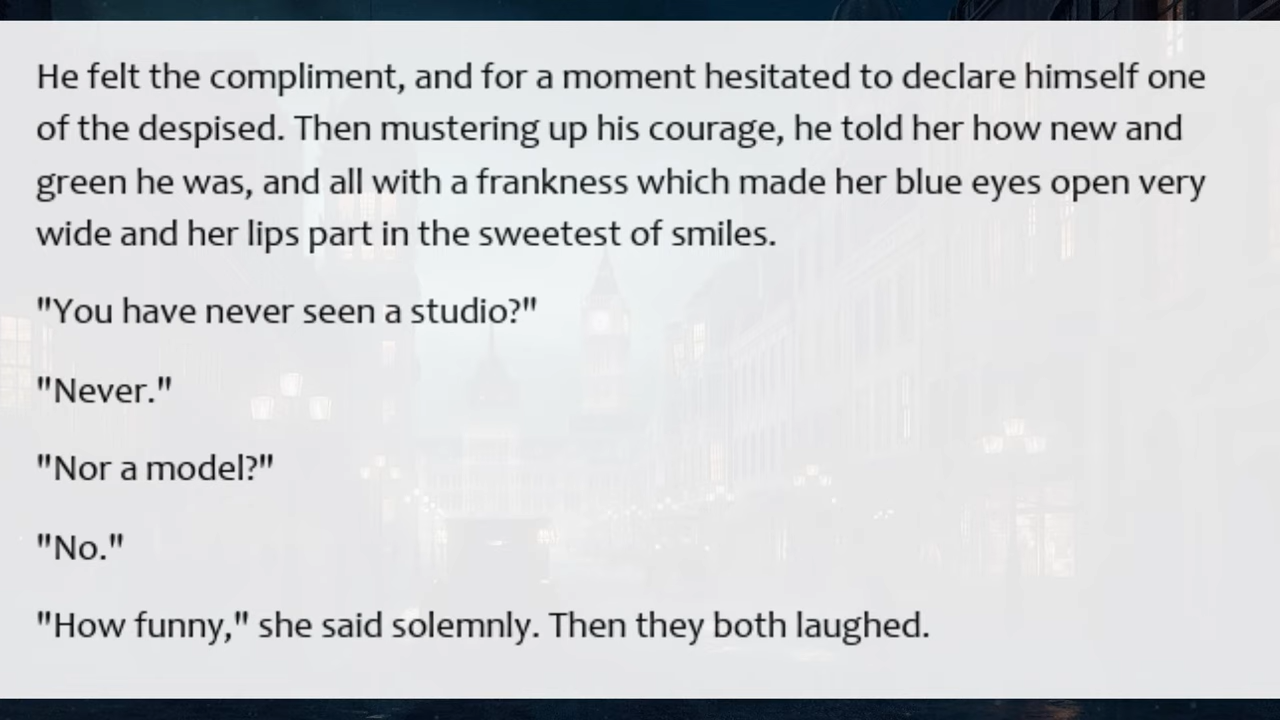 He felt the compliment, and for a moment hesitated to declare himself one
of the despised. Then mustering up his courage, he told her how new and
green he was, and all with a frankness which made her blue eyes open very
wide and her lips part in the sweetest of smiles.
"You have never seen a studio?"
"Never."
"Nor a model?"
"No."
"How funny," she said solemnly. Then they both laughed.